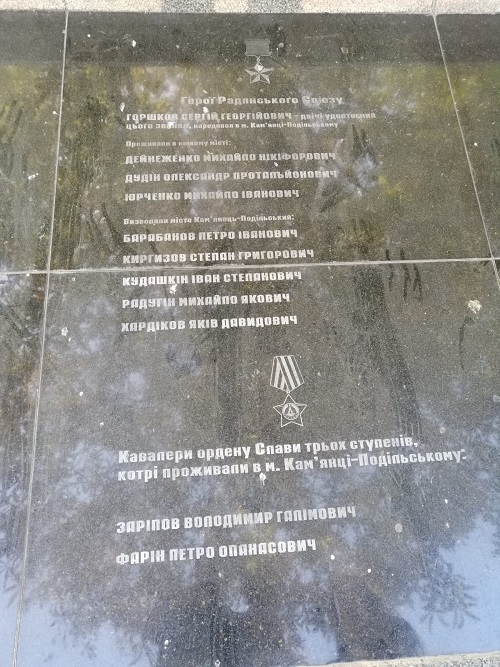 Герої Радянського Союзу
ГОРШКОВ СЕРГІЙ ГЕОРГІЙОВИЧ – двічі удостоєний
цього звання, народився в м. Кам'янці-Подільському
Проживали в нашому місті:
ДЕЙНЕЖЕНКО МИХАЙЛО НІКІФОРОВИЧ
ДУДІН ОЛЕКСАНДР ПРОТАМЬЙОНОВИЧ
ЮРЧЕНКО МИХАЙЛО ІВАНОВИЧ
Визволяли місто Кам'янець-Подільський:
БАРАБАНОВ ПЕТРО ІВАНОВИЧ
КИРГИЗОВ СТЕПАН ГРИГОРОВИЧ
КУДАШКІН ІВАН СТЕПАНОВИЧ
РАДУГІН МИХАЙЛО ЯКОВИЧ
ХАРДІКОВ ЯКІВ ДАВИДОВИЧ
Кавалери ордену Слави трьох ступенів,
котрі проживали в м. Кам'янці-Подільському:
ЗАРІПОВ ВОЛОДИМИР ГАПІМОВИЧ
ФАРІН ПЕТРО ОПАНАСОВИЧ